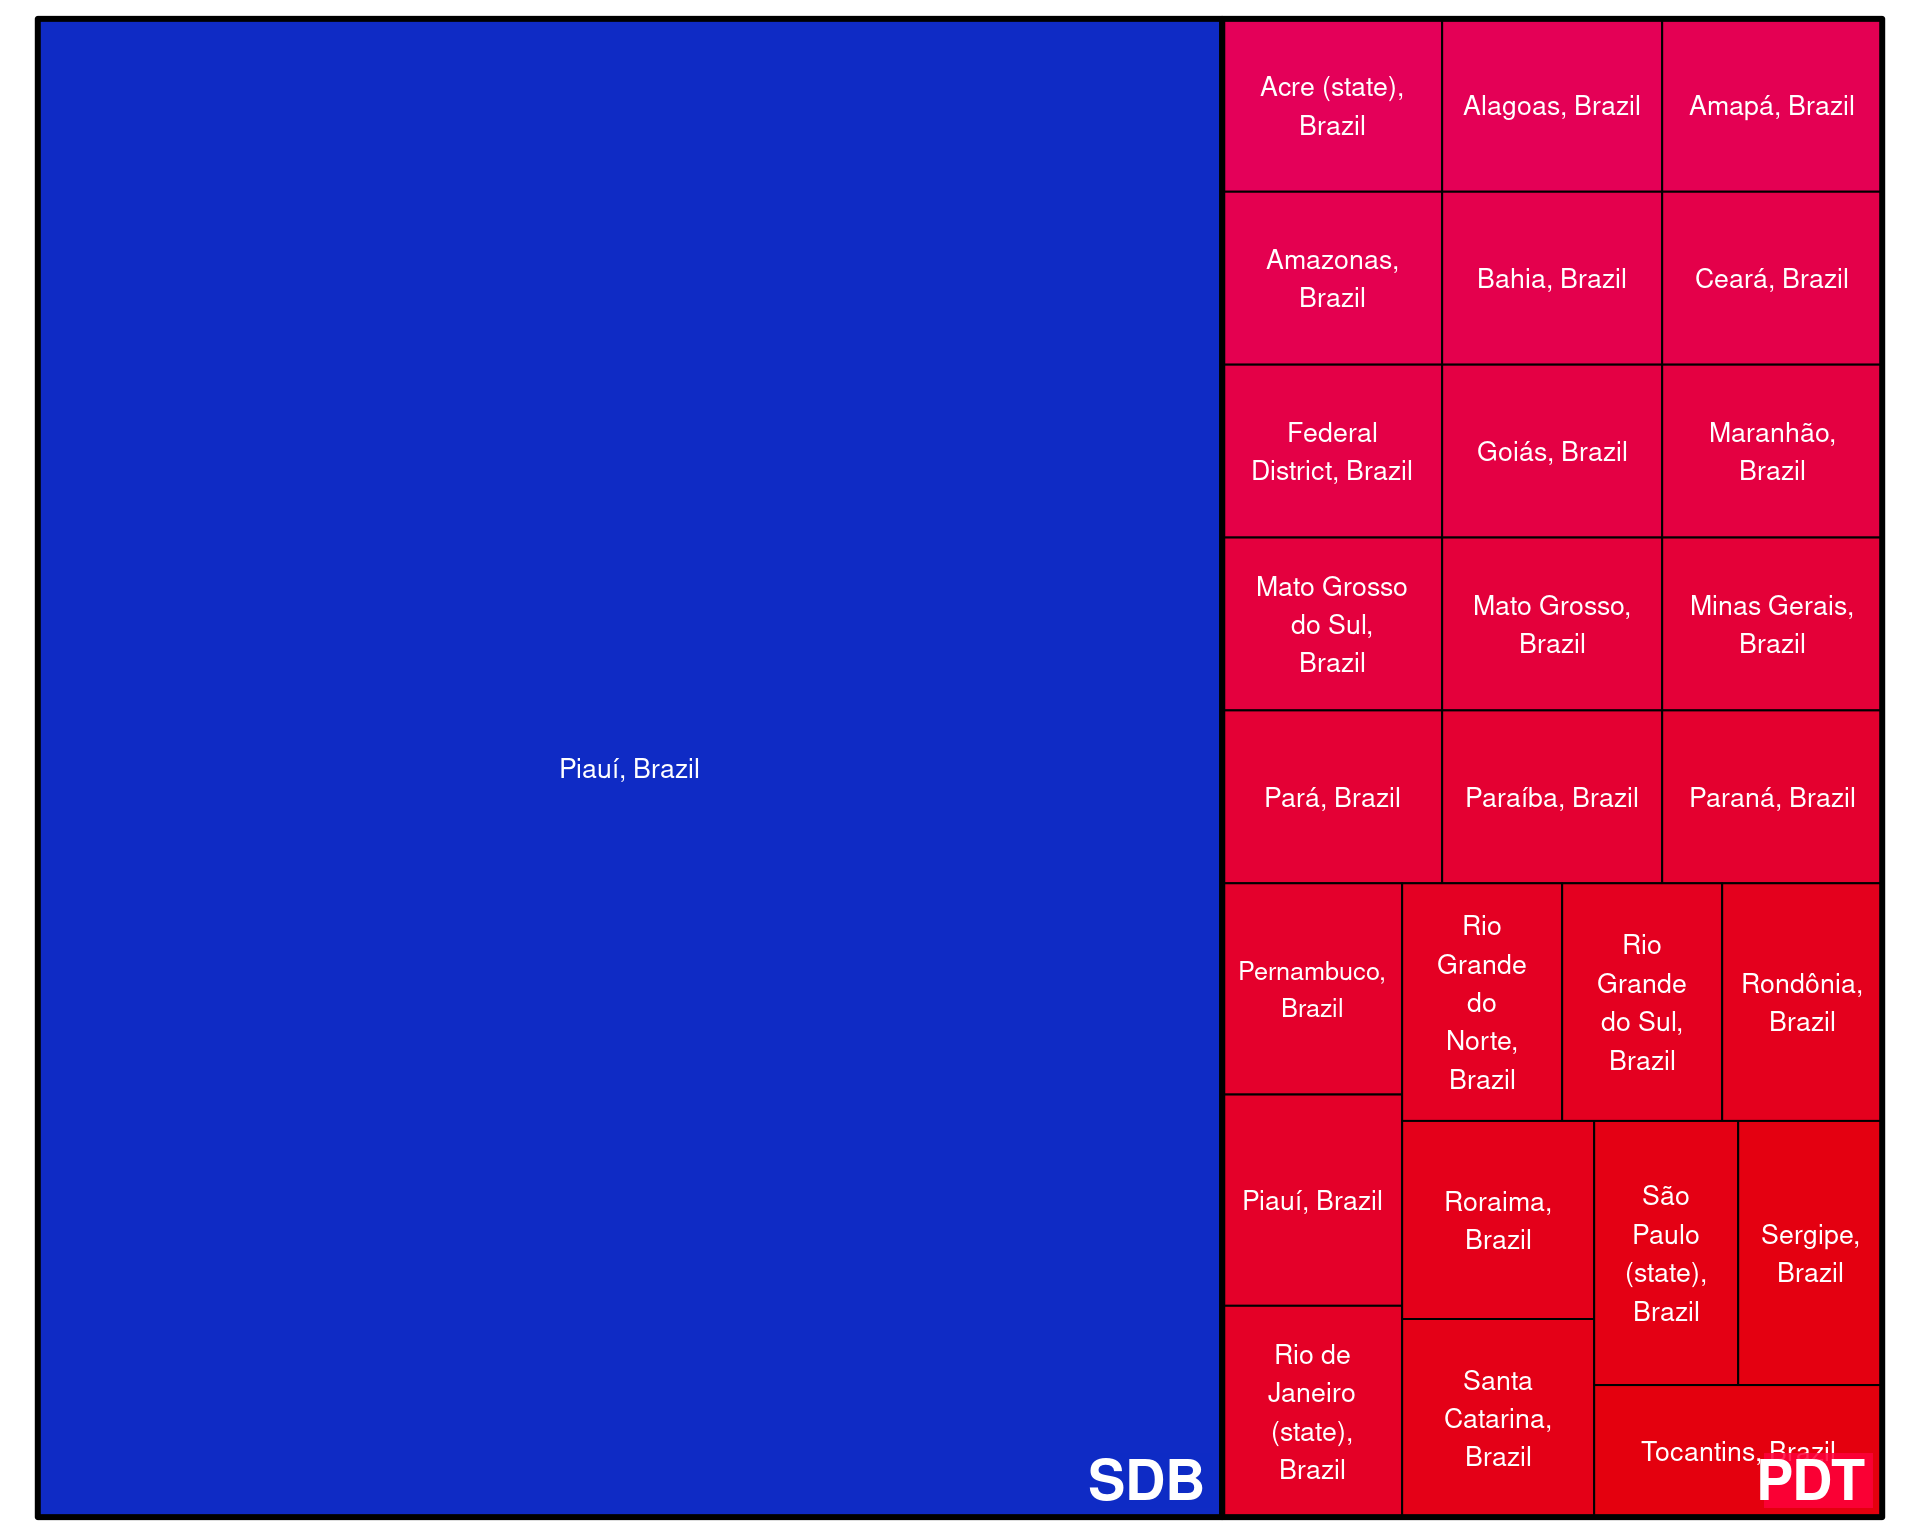 Piauí, Brazil
SDB
Acre (state),
Brazil
Alagoas, Brazil
Amapá, Brazil
Amazonas,
Brazil
Bahia, Brazil
Ceará, Brazil
Federal
District, Brazil
Goiás, Brazil
Maranhão,
Brazil
Mato Grosso
do Sul,
Brazil
Mato Grosso,
Brazil
Minas Gerais,
Brazil
Pará, Brazil
Paraíba, Brazil
Paraná, Brazil
Pernambuco,
Brazil
Rio
Grande
do
Norte,
Brazil
Rio
Grande
do Sul,
Brazil
Rondônia,
Brazil
Piauí, Brazil
Roraima,
Brazil
São
Paulo
(state),
Brazil
Sergipe,
Brazil
Rio de
Janeiro
(state),
Brazil
Santa
Catarina,
Brazil
Tocantins, Brazil
PDT